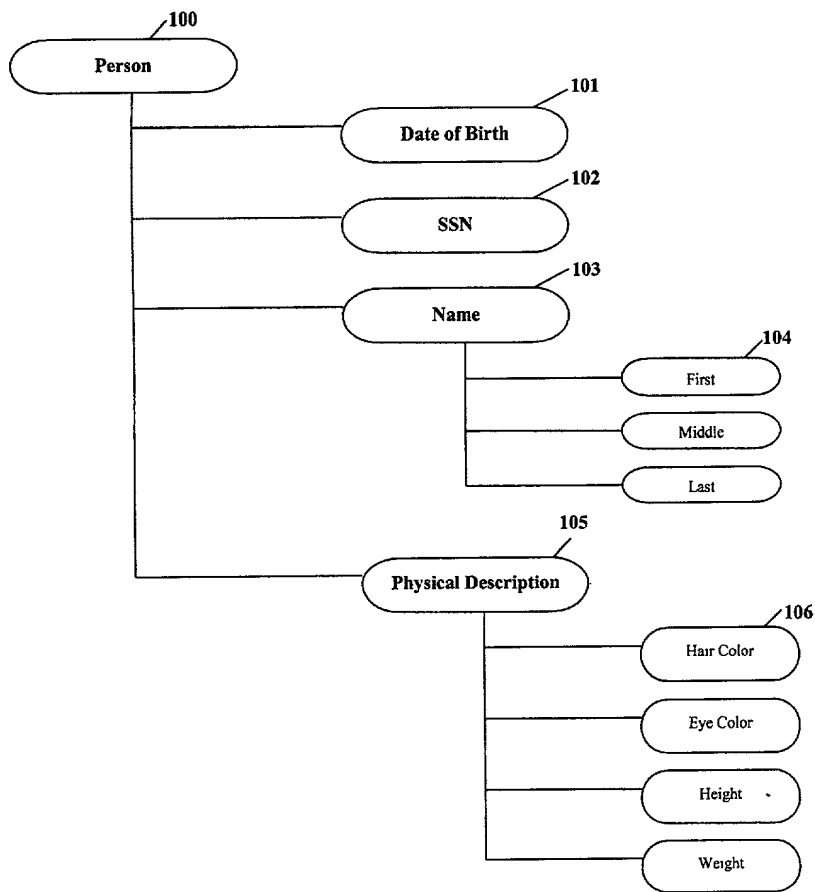 100
Person
101
Date of Birth
102
SSN
103
Name
104
First
Middle
Last
105
Physical Description
106
Hair Color
Eye Color
Height
Weight